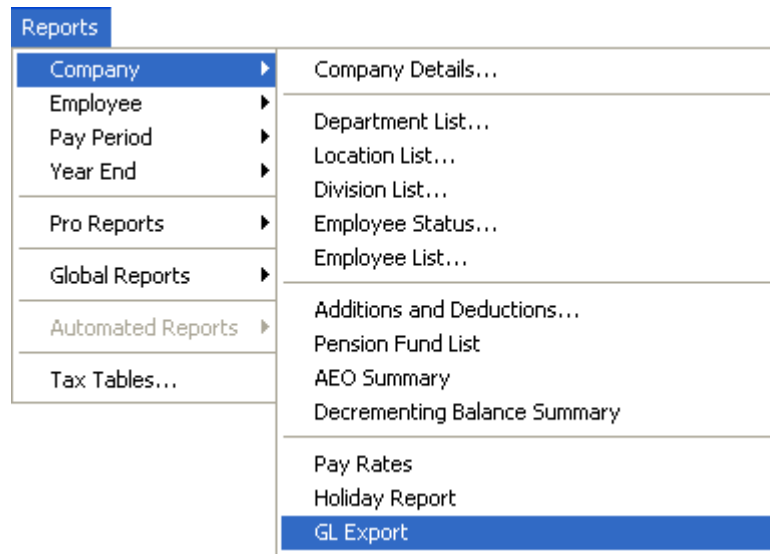 Reports
Company
Employee
Pay Period
Year End
Pro Reports
Global Reports
Automated Reports
Tax Tables...
Company Details...
Department List...
Location List...
Division List...
Employee Status...
Employee List...
Additions and Deductions...
Pension Fund List
AEO Summary
Decrementing Balance Summary
Pay Rates
Holiday Report
GL Export